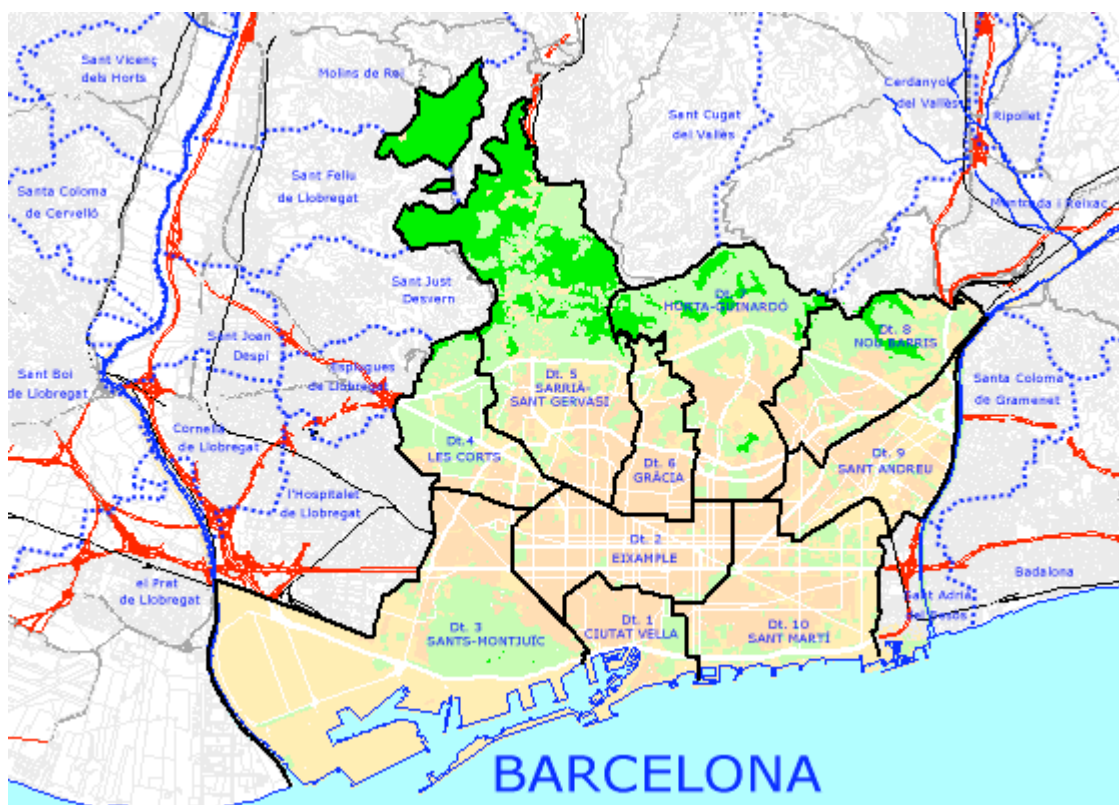 Sant Vicenç
dels Horts
Molins de Rei
Cerdanyola
del Vallès
Ripollet
Sant Cugat
del Vallès
Santa Coloma
de Cervelló
Sant Feliu
de Llobregat
Montcada i Reixac
Sant Just
Desvern
Dt. 7
HORTA-GUINARDÓ
Dt. 8
NOU BARRIS
Sant Joan
Despí
Sant Boi
de Llobregat
Esplugues
de Llobregat
Dt. 5
SARRIÀ-
SANT GERVASI
Santa Coloma
de Gramenet
Cornellà
de Llobregat
Dt.4
LES CORTS
Dt. 6
GRÀCIA
Dt. 9
SANT ANDREU
l'Hospitalet
de Llobregat
Dt. 2
EIXAMPLE
el Prat
de Llobregat
Badalona
Sant Adrià
del Besòs
Dt. 3
SANTS-MONTJUÏC
Dt. 1
CIUTAT VELLA
Dt. 10
SANT MARTÍ
BARCELONA